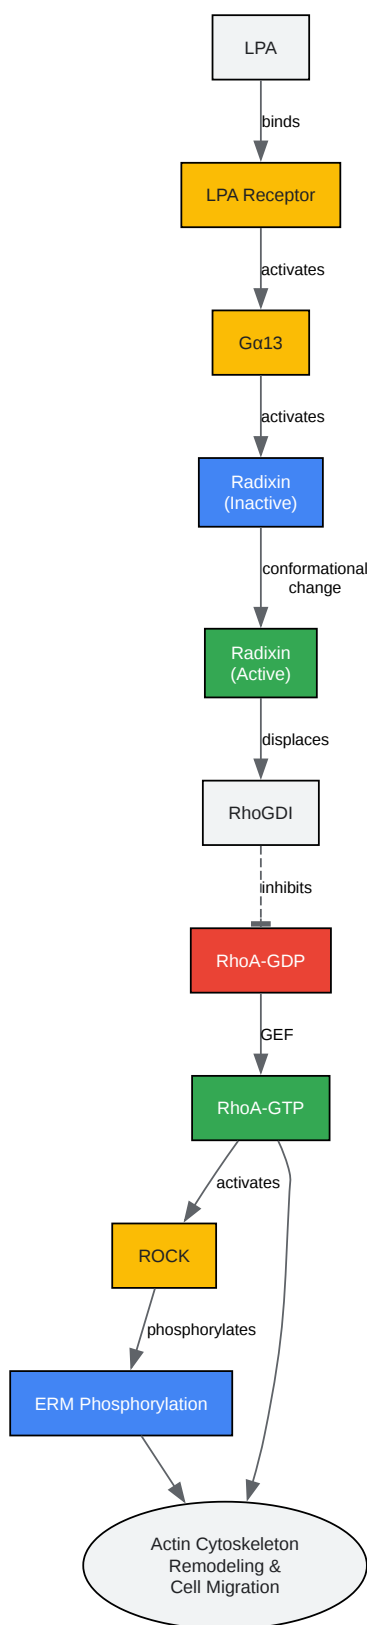 LPA
binds
LPA Receptor
activates
Gα13
activates
Radixin
(Inactive)
conformational
change
Radixin
(Active)
displaces
RhoGDI
inhibits
RhoA-GDP
GEF
RhoA-GTP
activates
ROCK
phosphorylates
ERM Phosphorylation
Actin Cytoskeleton
Remodeling &
Cell Migration